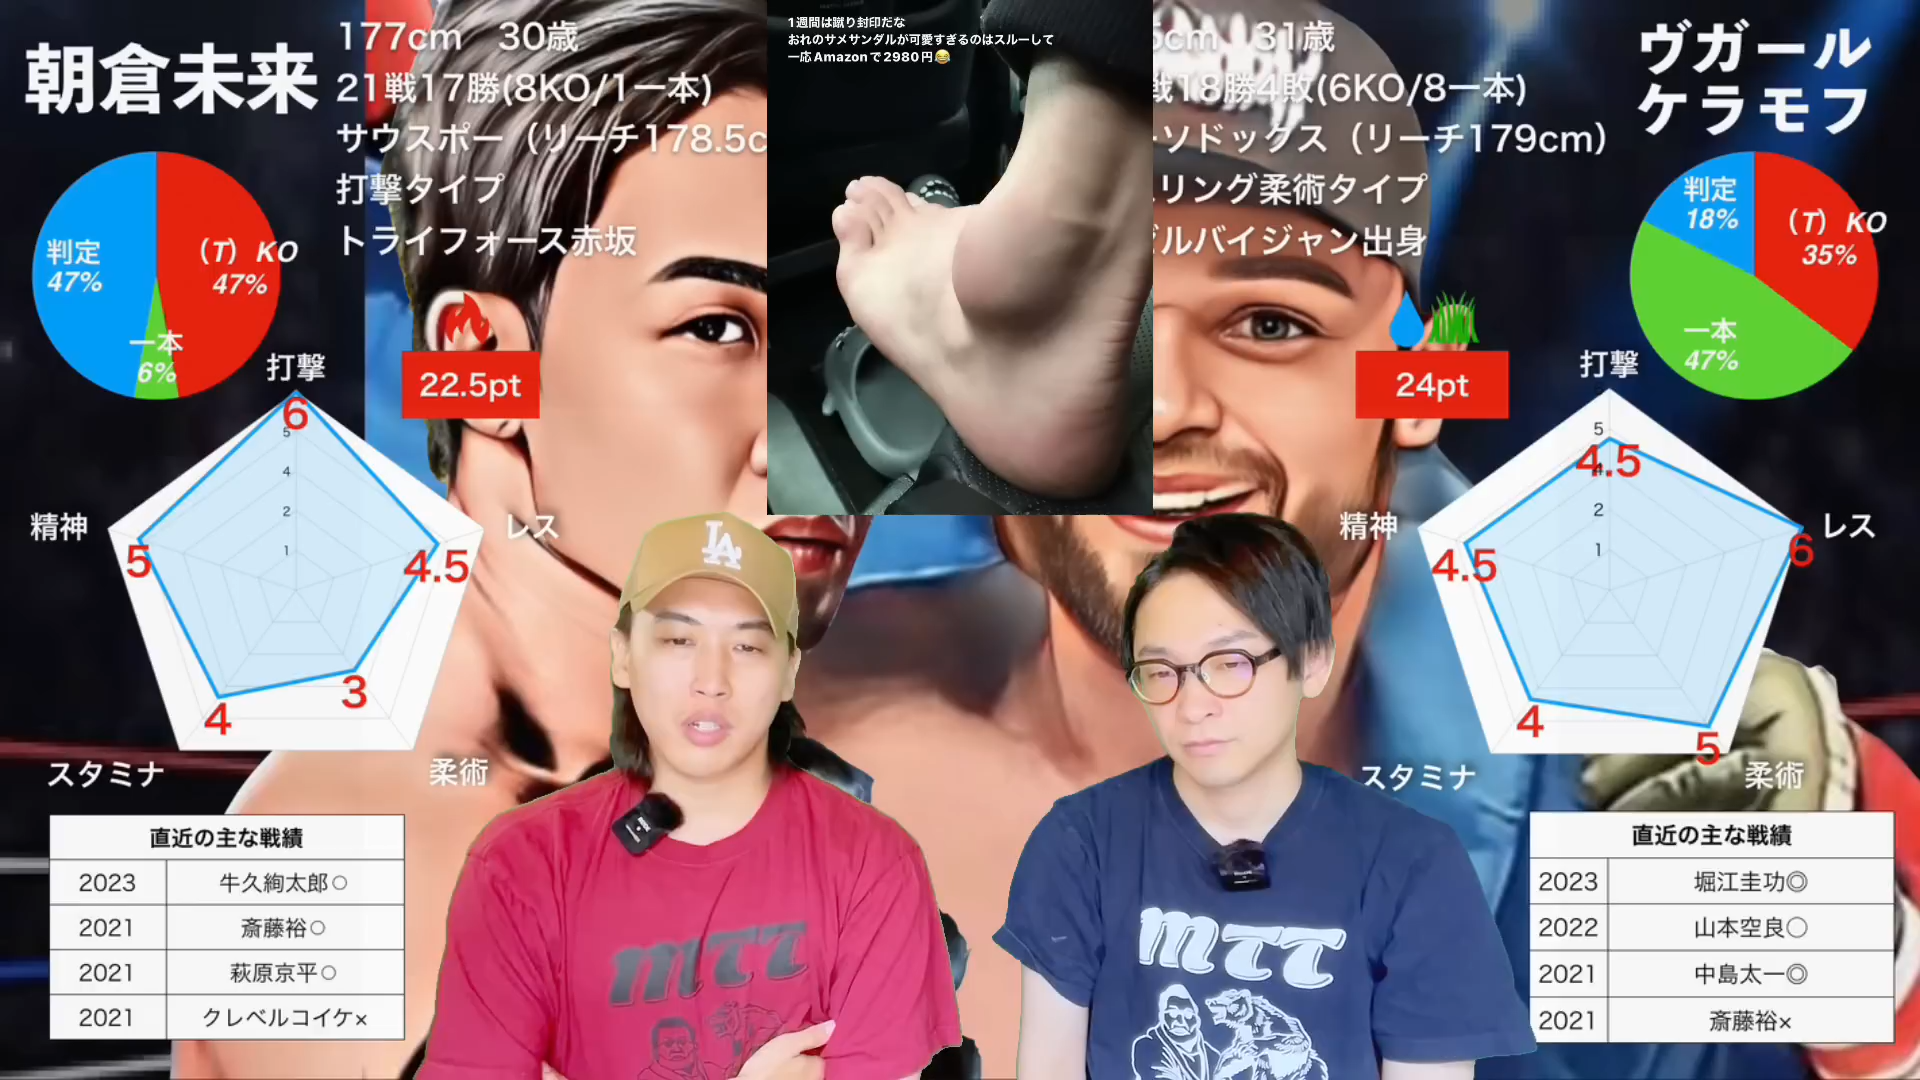 朝倉未来
177cm 30歳
21戦17勝(8KO/1一本)
サウスポー（リーチ178.5c
打撃タイプ
トライフォース赤坂
1週間は蹴り封印だな
おれのサメサンダルが可愛すぎるのはスルーして
一応Amazonで2980円😂
ヴガール
ケラモフ
5cm 31歳
戦18勝4敗(6KO/8一本)
ーソドックス（リーチ179cm）
リング柔術タイプ
ルバイジャン出身
判定
47%
（T）KO
47%
一本
6%
22.5pt
打撃
6
5
4
2
1
精神
5
レス
4.5
4
3
スタミナ
柔術
判定
18%
（T）KO
35%
一本
47%
24pt
打撃
5
4.5
4
2
1
精神
4.5
レス
6
4
5
スタミナ
柔術
直近の主な戦績
2023 牛久絢太郎○
2021 斎藤裕○
2021 萩原京平○
2021 クレベルコイケ×
直近の主な戦績
2023 堀江圭功◎
2022 山本空良○
2021 中島太一◎
2021 斎藤裕×
LA
MTT
MTT